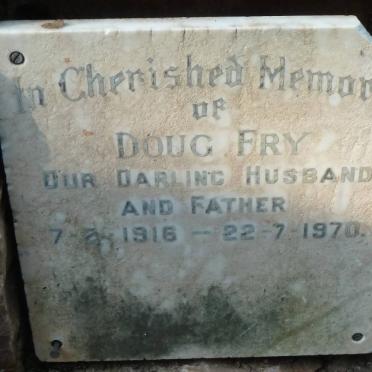 In Cherished Memor
OF
DOUG FRY
OUR DARLING HUSBAND
AND FATHER
7-2-1916 — 22-7-1970.